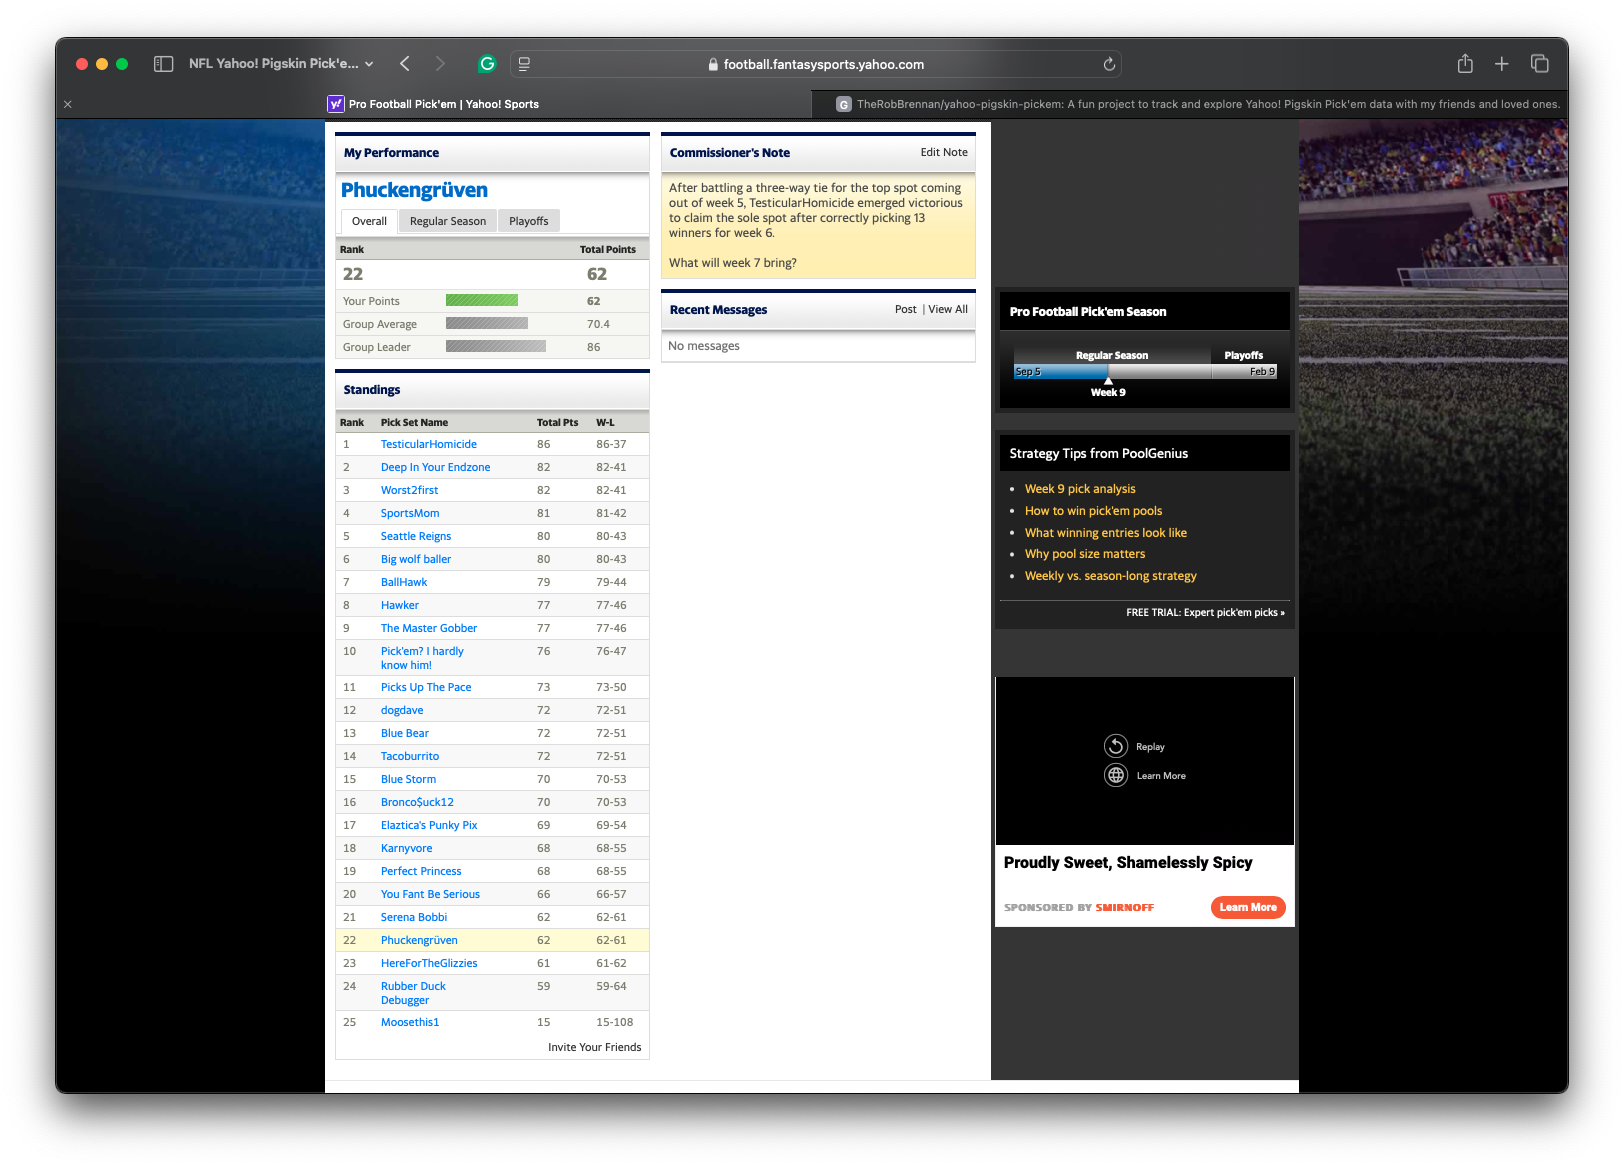 NFL Yahoo! Pigskin Pick'e...
football.fantasysports.yahoo.com
Pro Football Pick'em | Yahoo! Sports
G TheRobBrennan/yahoo-pigskin-pickem: A fun project to track and explore Yahoo! Pigskin Pick'em data with my friends and loved ones.
My Performance
Phuckengrüven
Overall Regular Season Playoffs
Rank Total Points
22 62
Your Points 62
Group Average 70.4
Group Leader 86
Standings
Rank Pick Set Name Total Pts W-L
1 TesticularHomicide 86 86-37
2 Deep In Your Endzone 82 82-41
3 Worst2first 82 82-41
4 SportsMom 81 81-42
5 Seattle Reigns 80 80-43
6 Big wolf baller 80 80-43
7 BallHawk 79 79-44
8 Hawker 77 77-46
9 The Master Gobber 77 77-46
10 Pick'em? I hardly 76 76-47
know him!
11 Picks Up The Pace 73 73-50
12 dogdave 72 72-51
13 Blue Bear 72 72-51
14 Tacoburrito 72 72-51
15 Blue Storm 70 70-53
16 Bronco$uck12 70 70-53
17 Elaztica's Punky Pix 69 69-54
18 Karnyvore 68 68-55
19 Perfect Princess 68 68-55
20 You Fant Be Serious 66 66-57
21 Serena Bobbi 62 62-61
22 Phuckengrüven 62 62-61
23 HereForTheGlizzies 61 61-62
24 Rubber Duck 59 59-64
Debugger
25 Moosethis1 15 15-108
Invite Your Friends
Commissioner's Note Edit Note
After battling a three-way tie for the top spot coming
out of week 5, TesticularHomicide emerged victorious
to claim the sole spot after correctly picking 13
winners for week 6.
What will week 7 bring?
Recent Messages Post | View All
No messages
Pro Football Pick'em Season
Regular Season Playoffs
Sep 5 Feb 9
Week 9
Strategy Tips from PoolGenius
• Week 9 pick analysis
• How to win pick'em pools
• What winning entries look like
• Why pool size matters
• Weekly vs. season-long strategy
FREE TRIAL: Expert pick'em picks »
Replay
Learn More
Proudly Sweet, Shamelessly Spicy
SPONSORED BY SMIRNOFF Learn More